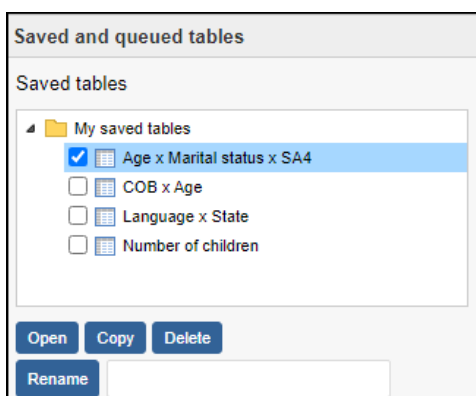 Saved and queued tables
Saved tables
My saved tables
Age x Marital status x SA4
COB x Age
Language x State
Number of children
Open Copy Delete
Rename